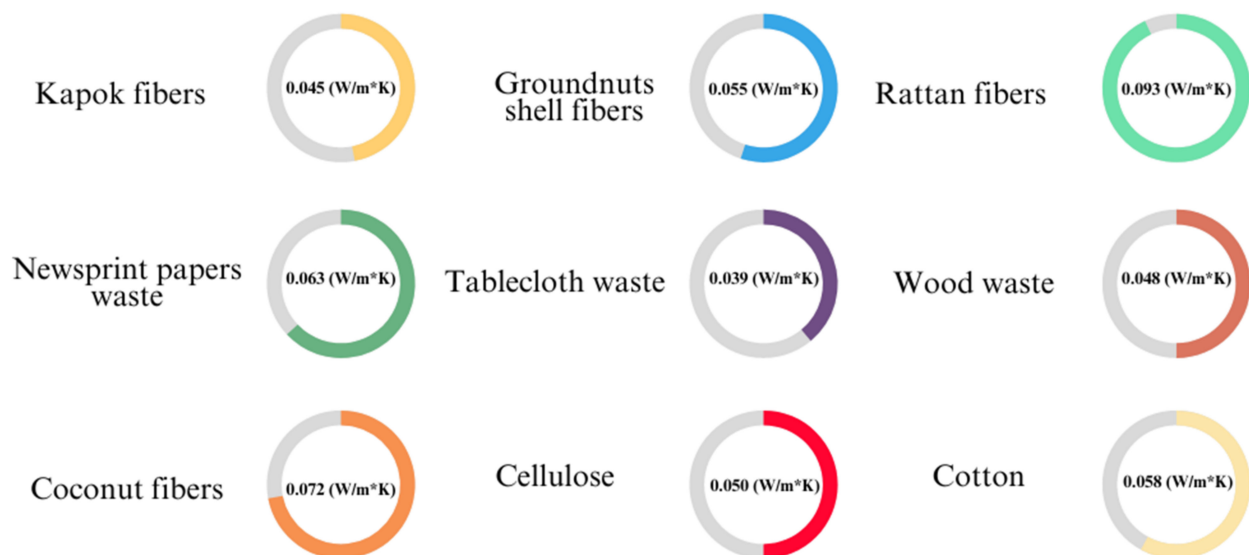 Kapok fibers
0.045 (W/m*K)
Groundnuts
shell fibers
0.055 (W/m*K)
Rattan fibers
0.093 (W/m*K)
Newsprint papers
waste
0.063 (W/m*K)
Tablecloth waste
0.039 (W/m*K)
Wood waste
0.048 (W/m*K)
Coconut fibers
0.072 (W/m*K)
Cellulose
0.050 (W/m*K)
Cotton
0.058 (W/m*K)